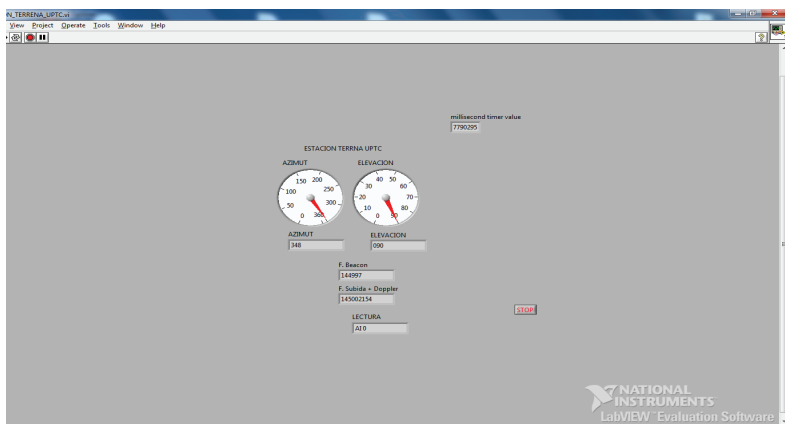 N_TERRENA_UPTC.vi
View Project Operate Tools Window Help
millisecond timer value
7790295
ESTACION TERRNA UPTC
AZIMUT ELEVACION
0 50 100 150 200 250 300 360
0 10 20 30 40 50 60 70 80 90
AZIMUT ELEVACION
348 090
F. Beacon
144997
F. Subida + Doppler
145002154
LECTURA
AI0
STOP
NATIONAL
INSTRUMENTS
LabVIEW Evaluation Software